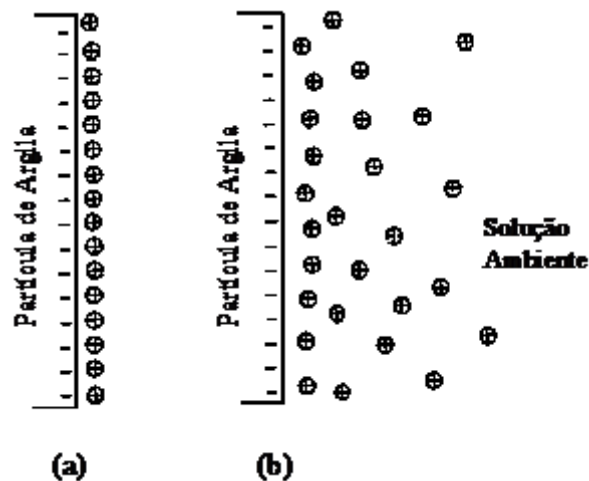 Partícula de Argila
Partícula de Argila
Solução
Ambiente
(a)
(b)